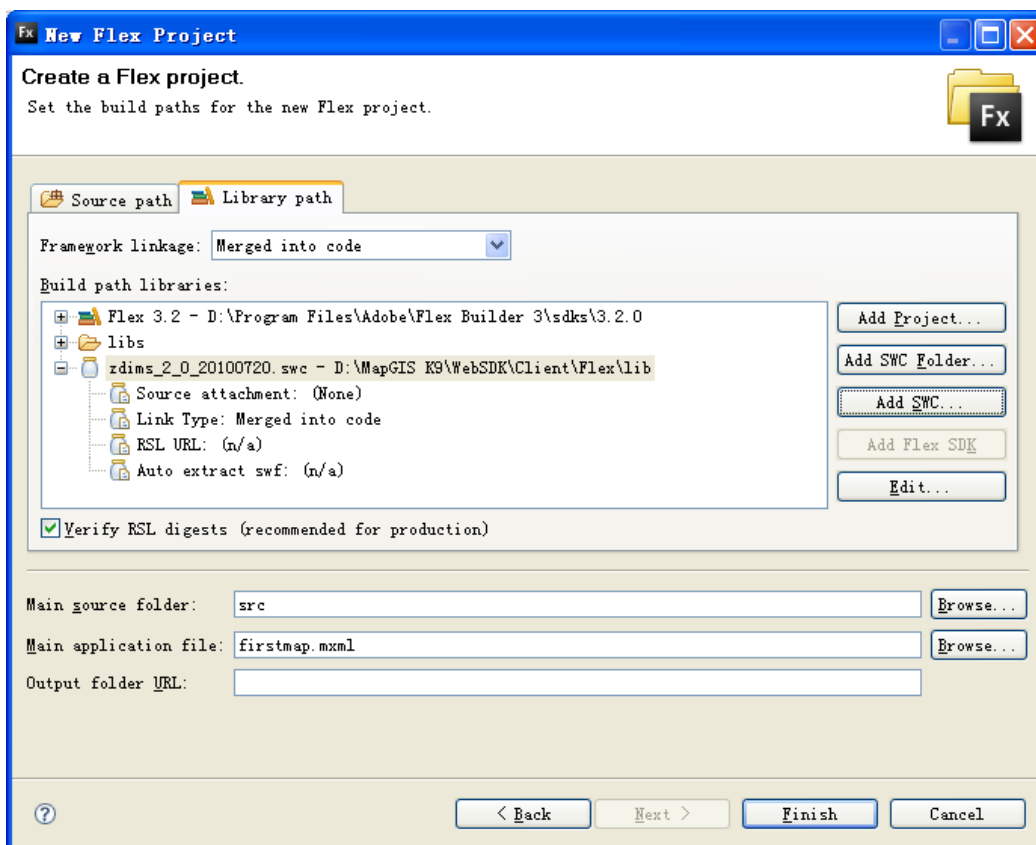 Fx New Flex Project
Create a Flex project.
Set the build paths for the new Flex project.
Fx
Source path Library path
Framework linkage: Merged into code
Build path libraries:
Flex 3.2 - D:\Program Files\Adobe\Flex Builder 3\sdks\3.2.0
Add Project...
libs
zdims_2_0_20100720.swc - D:\MapGIS K9\WebSDK\Client\Flex\lib
Add SWC Folder...
Source attachment: (None)
Add SWC...
Link Type: Merged into code
RSL URL: (n/a)
Add Flex SDK
Auto extract swf: (n/a)
Edit...
Verify RSL digests (recommended for production)
Main source folder: src Browse...
Main application file: firstmap.mxml Browse...
Output folder URL:
? < Back Next > Finish Cancel